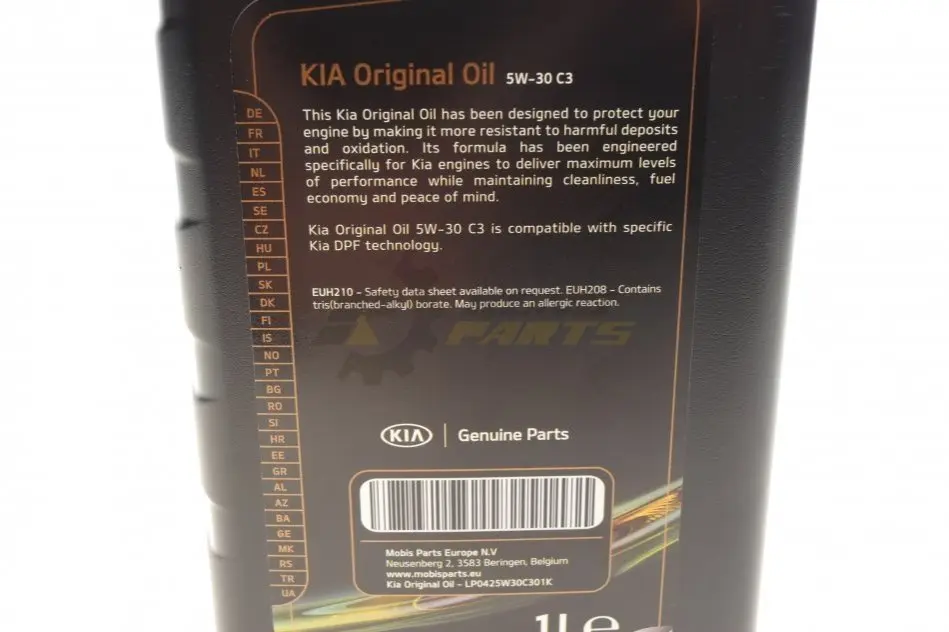 KIA Original Oil 5W-30 C3
DE
FR
IT
NL
ES
SE
CZ
HU
PL
SK
DK
FI
IS
NO
PT
BG
RO
SI
HR
EE
GR
AL
AZ
BA
GE
MK
RS
TR
UA
This Kia Original Oil has been designed to protect your
engine by making it more resistant to harmful deposits
and oxidation. Its formula has been engineered
specifically for Kia engines to deliver maximum levels
of performance while maintaining cleanliness, fuel
economy and peace of mind.
Kia Original Oil 5W-30 C3 is compatible with specific
Kia DPF technology.
EUH210 – Safety data sheet available on request. EUH208 – Contains
tris(branched-alkyl) borate. May produce an allergic reaction.
PARTS
KIA Genuine Parts
Mobis Parts Europe N.V
Neusenberg 2, 3583 Beringen, Belgium
www.mobisparts.eu
Kia Original Oil – LP0425W30C301K
1L e